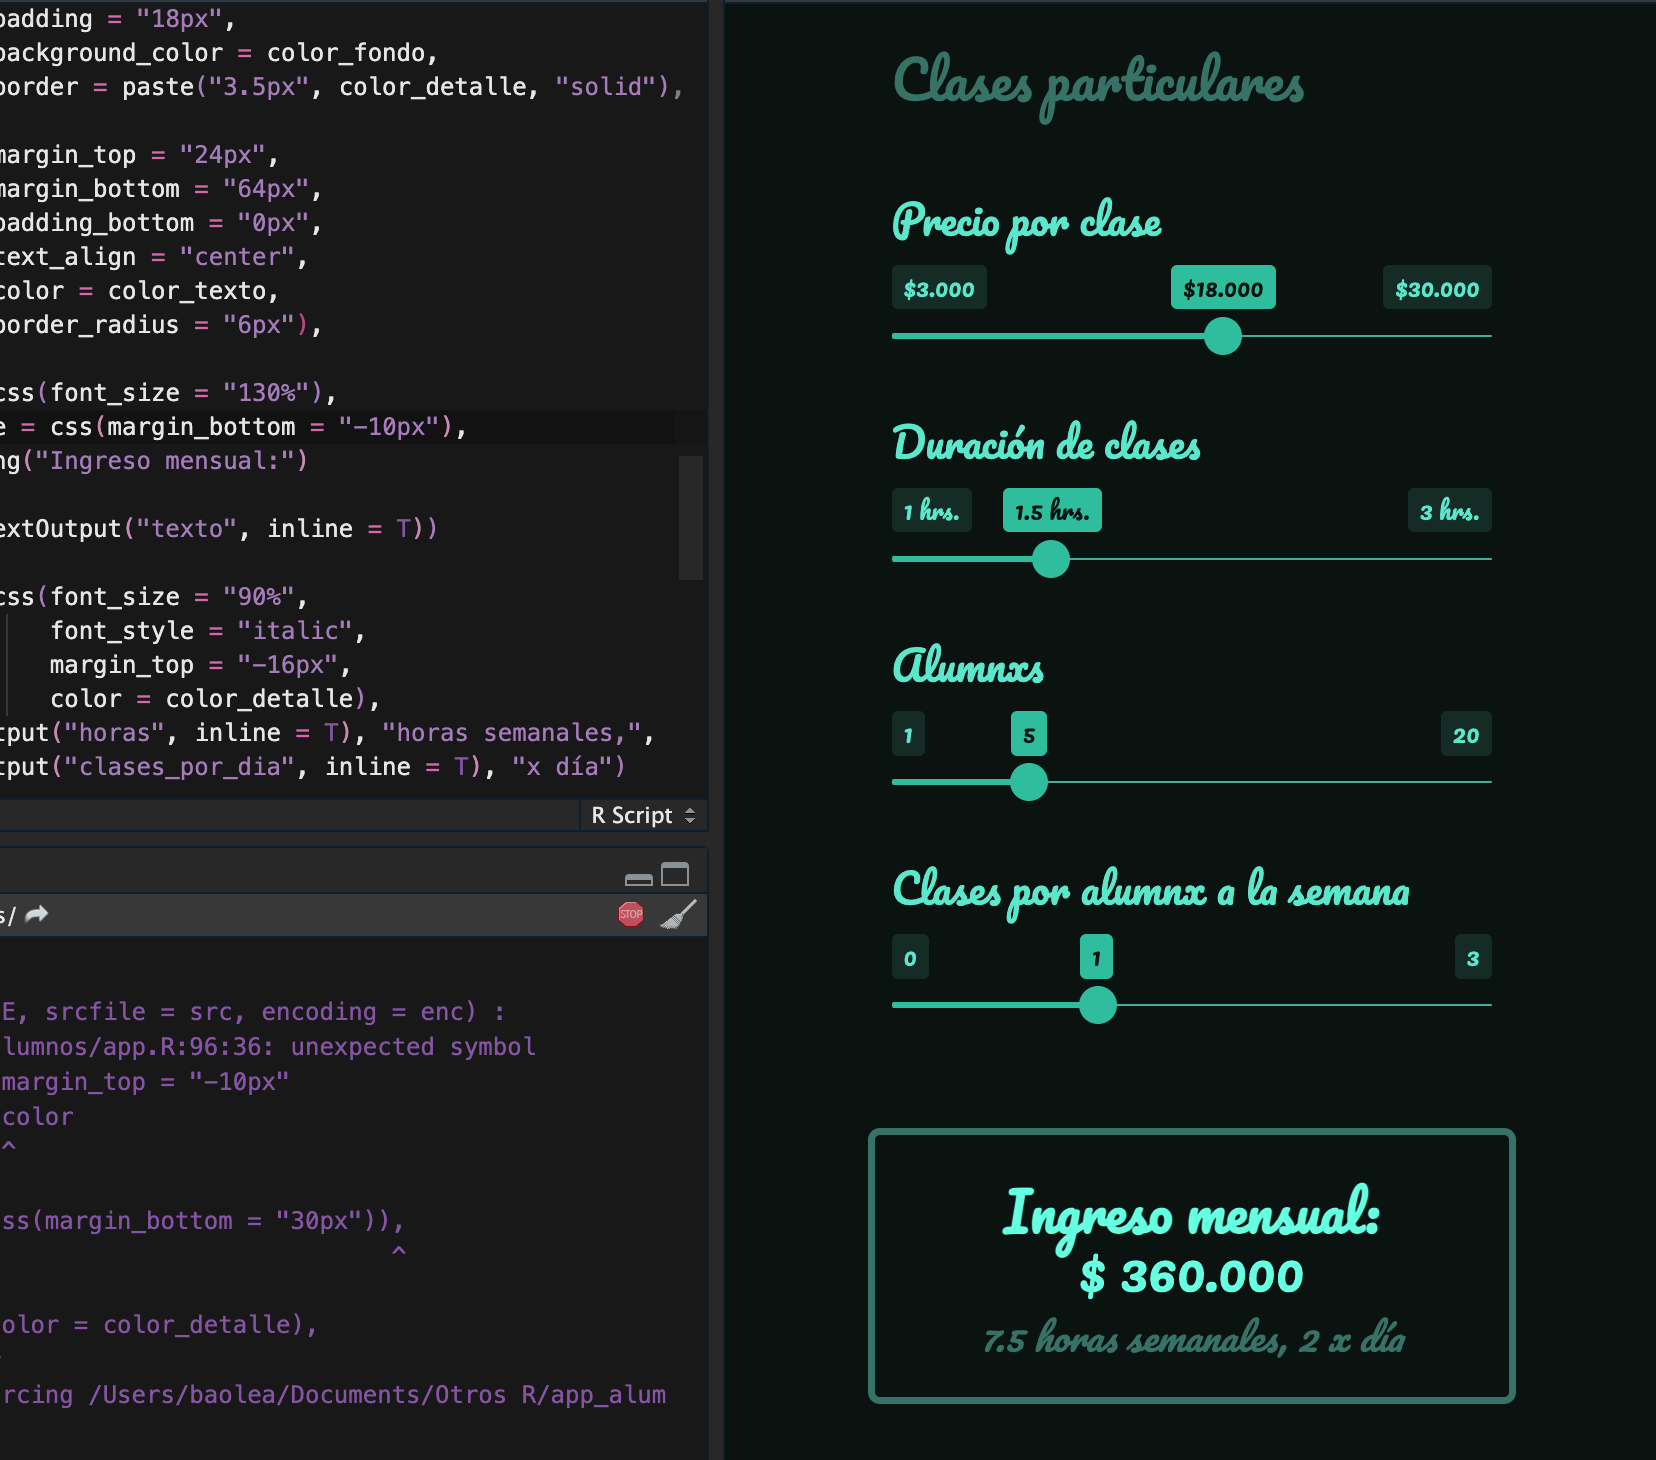 padding = "18px",
background_color = color_fondo,
border = paste("3.5px", color_detalle, "solid"),
margin_top = "24px",
margin_bottom = "64px",
padding_bottom = "0px",
text_align = "center",
color = color_texto,
border_radius = "6px"),
css(font_size = "130%"),
e = css(margin_bottom = "-10px"),
ng("Ingreso mensual:")
extOutput("texto", inline = T))
css(font_size = "90%",
font_style = "italic",
margin_top = "-16px",
color = color_detalle),
tput("horas", inline = T), "horas semanales,",
tput("clases_por_dia", inline = T), "x día")
R Script
s/
STOP
E, srcfile = src, encoding = enc) :
lumnos/app.R:96:36: unexpected symbol
margin_top = "-10px"
color
^
ss(margin_bottom = "30px")),
^
olor = color_detalle),
rcing /Users/baolea/Documents/Otros R/app_alum
Clases particulares
Precio por clase
$3.000 $18.000 $30.000
Duración de clases
1 hrs. 1.5 hrs. 3 hrs.
Alumnxs
1 5 20
Clases por alumnx a la semana
0 1 3
Ingreso mensual:
$ 360.000
7.5 horas semanales, 2 x día